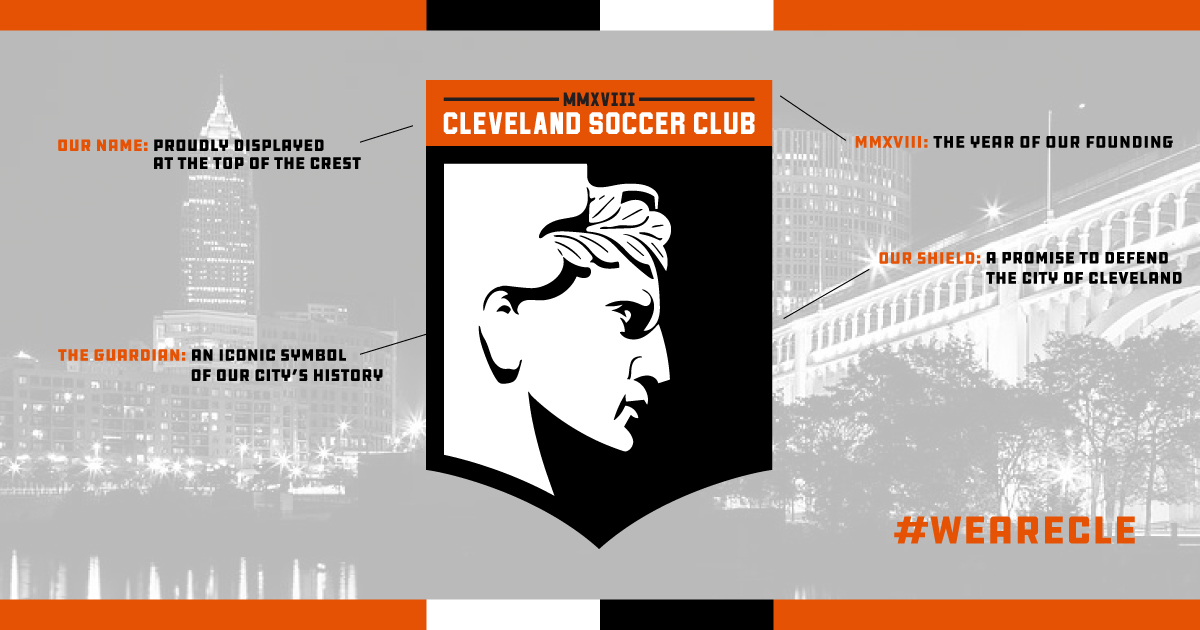 MMXVIII
CLEVELAND SOCCER CLUB
OUR NAME: PROUDLY DISPLAYED
AT THE TOP OF THE CREST
THE GUARDIAN: AN ICONIC SYMBOL
OF OUR CITY'S HISTORY
MMXVIII: THE YEAR OF OUR FOUNDING
OUR SHIELD: A PROMISE TO DEFEND
THE CITY OF CLEVELAND
#WEARECLE